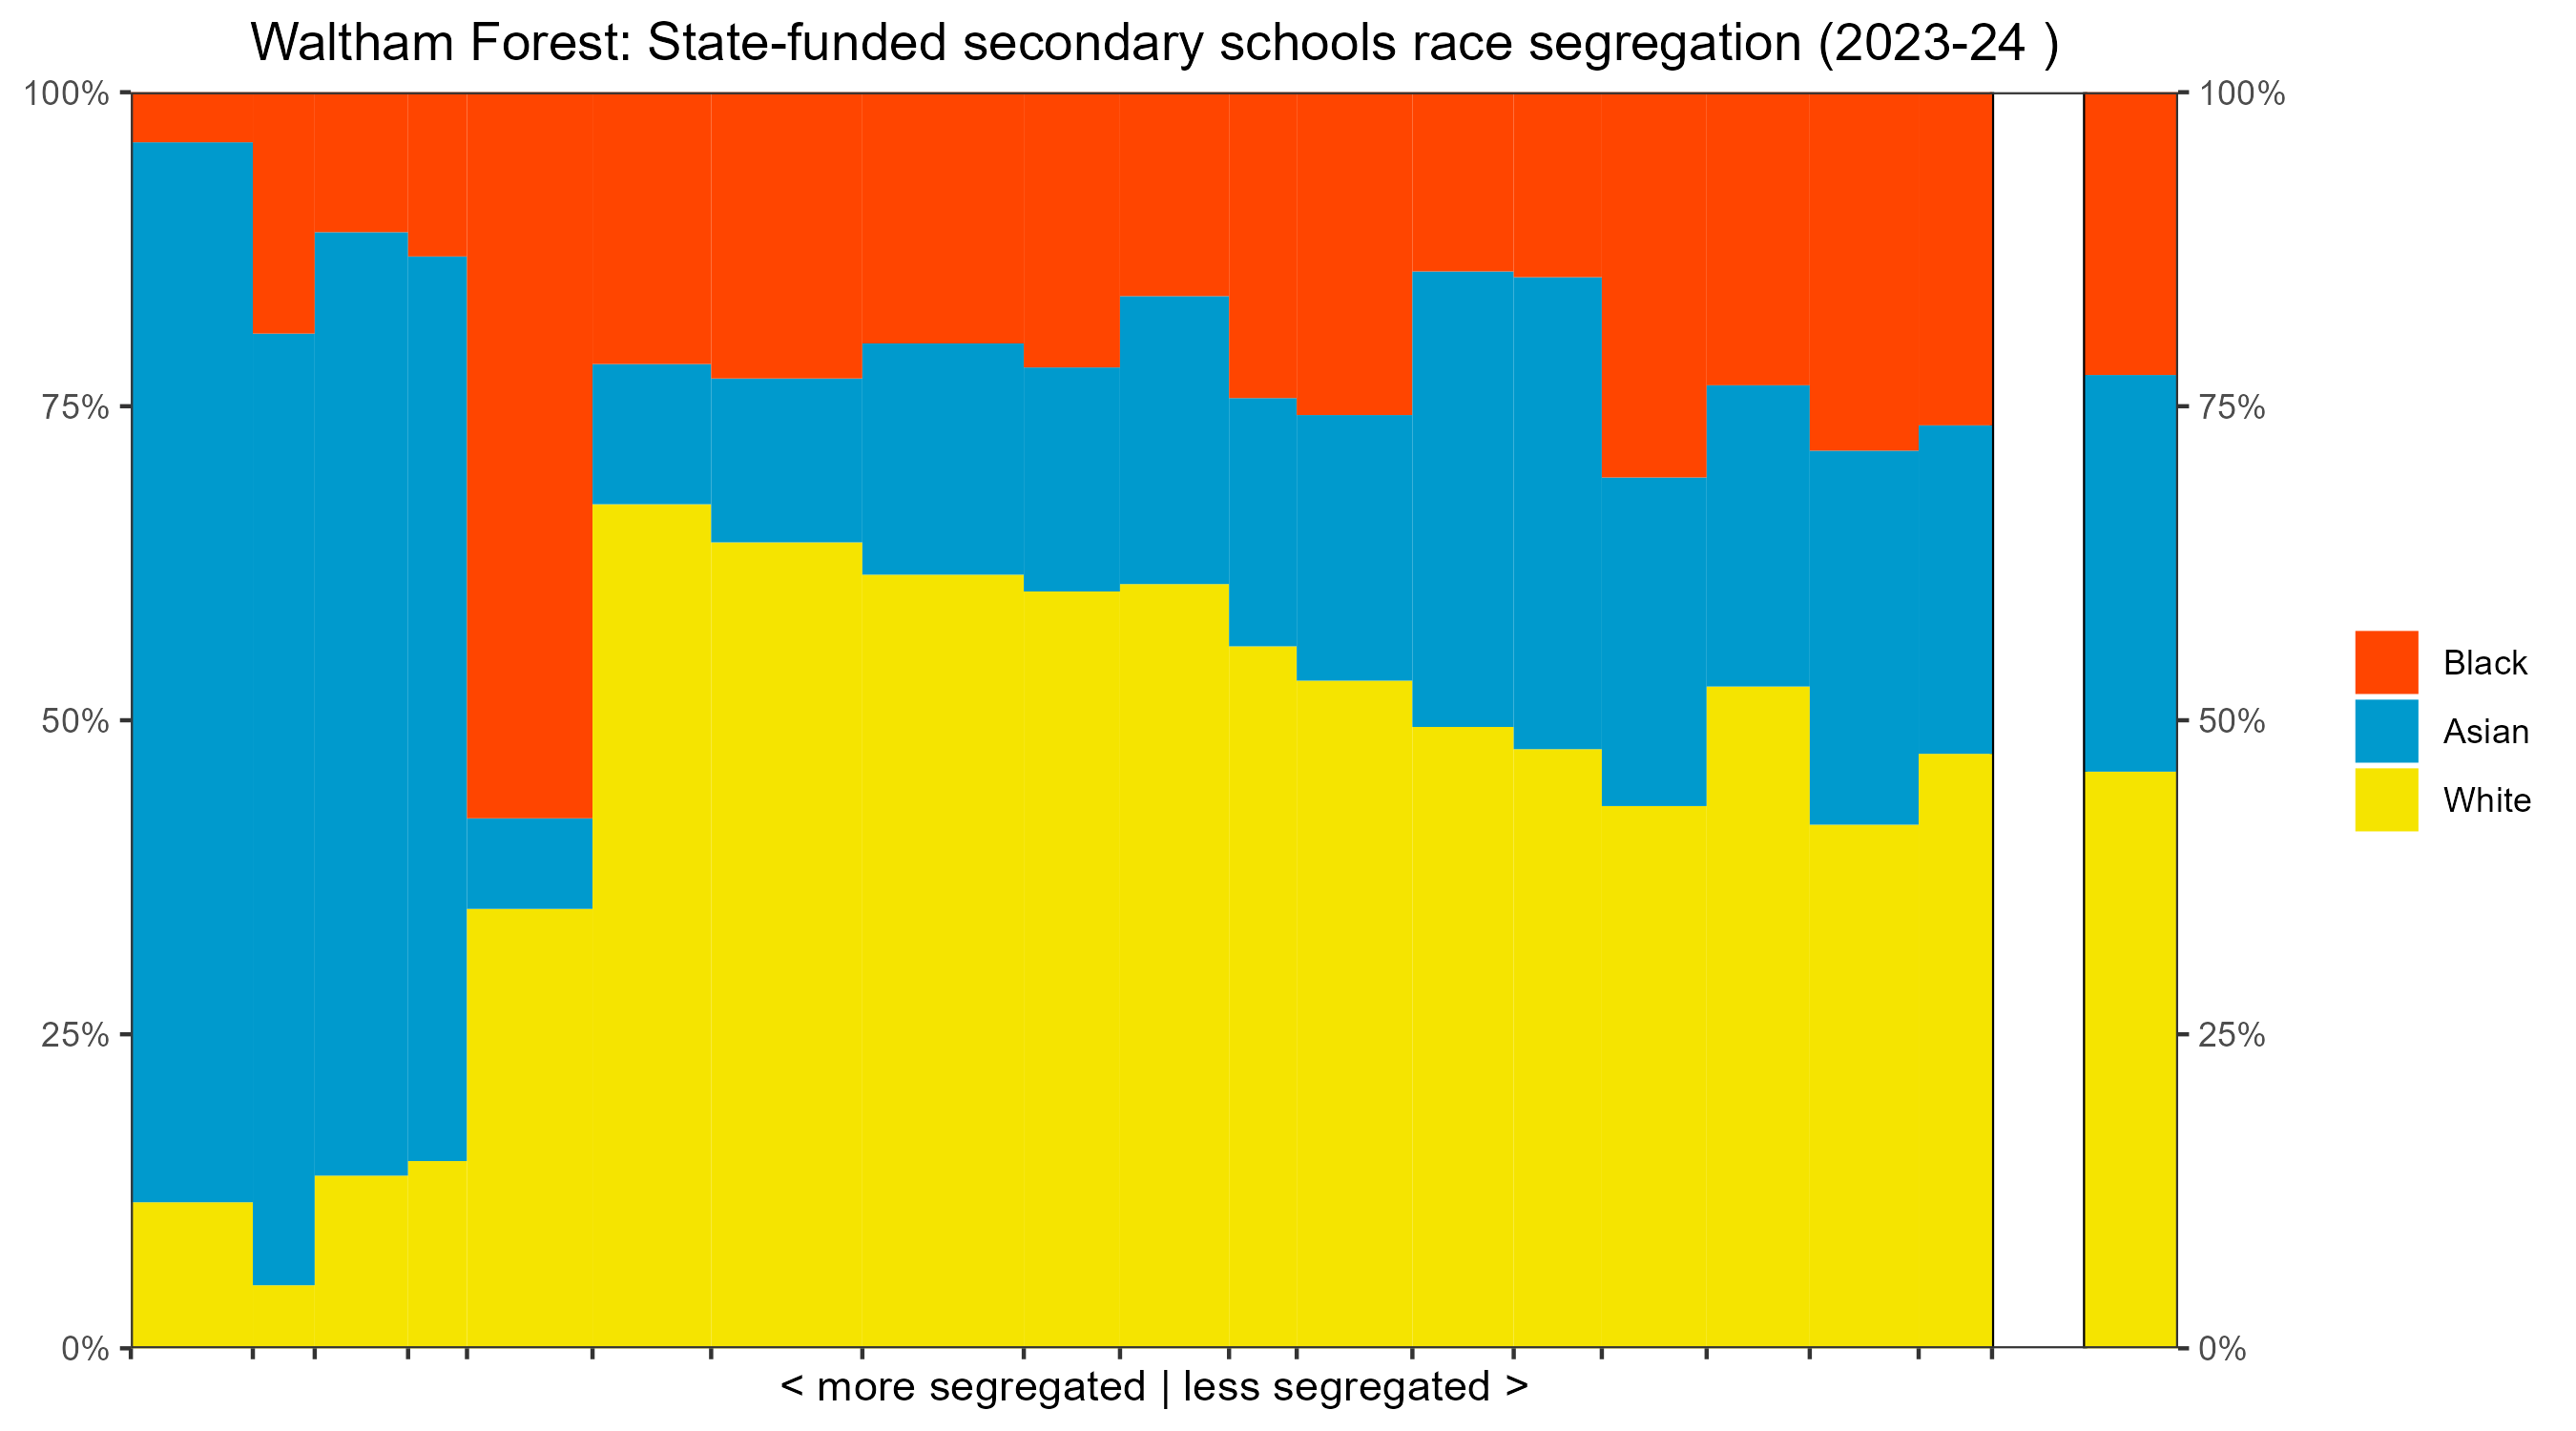 Waltham Forest: State-funded secondary schools race segregation (2023-24 )
100%
75%
50%
25%
0%
100%
75%
50%
25%
0%
Black
Asian
White
< more segregated | less segregated >